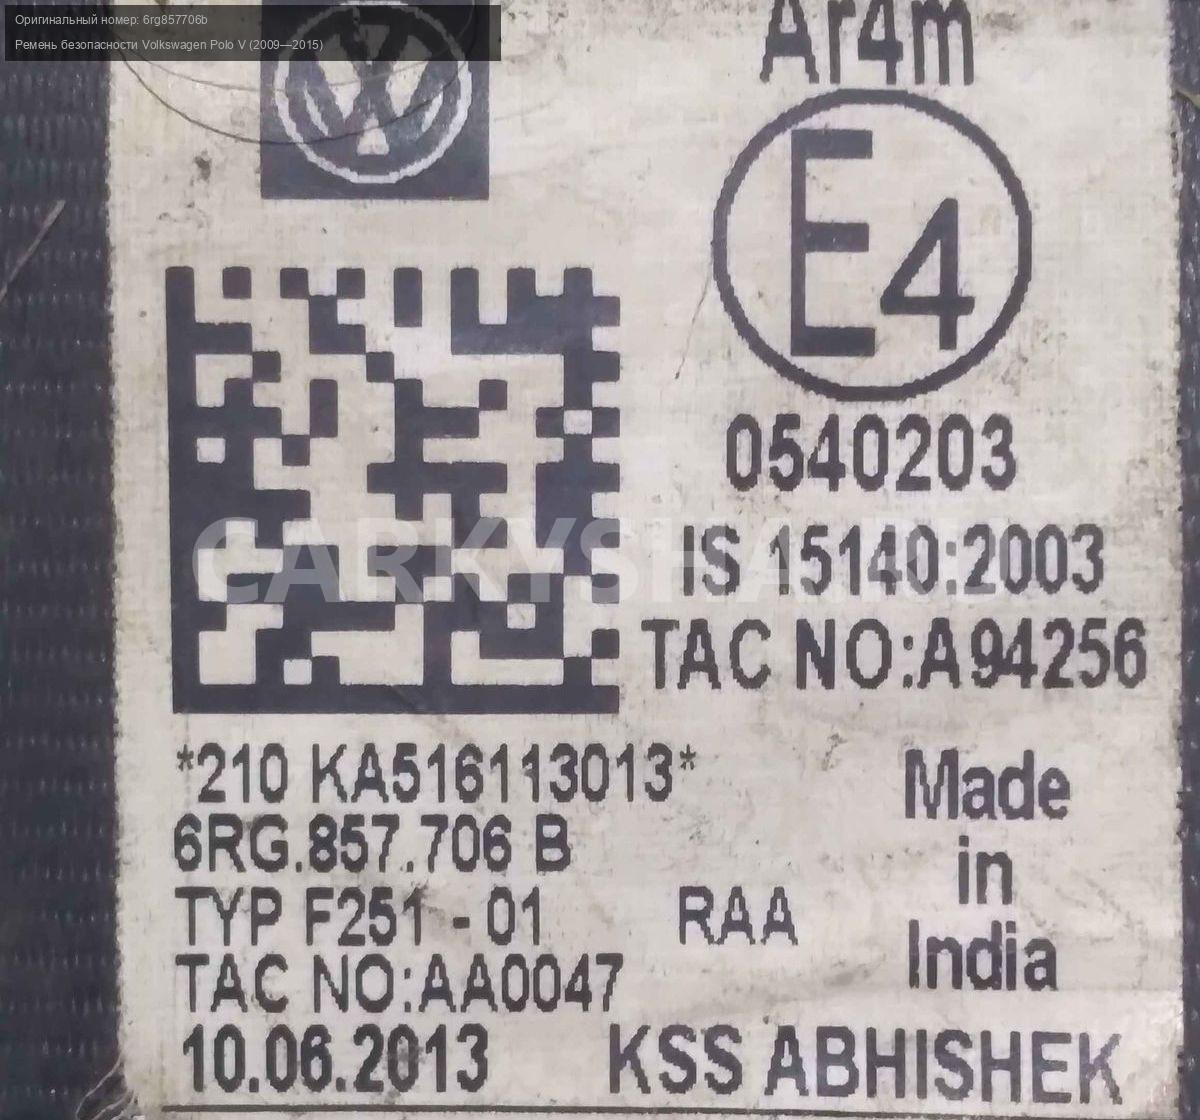 Оригинальный номер: 6rg857706b
Ремень безопасности Volkswagen Polo V (2009—2015)
Ar4m
E4
0540203
IS 15140:2003
TAC NO:A94256
*210 KA516113013*
6RG.857.706 B
TYP F251 - 01
RAA
TAC NO:AA0047
10.06.2013
Made
in
India
KSS ABHISHEK